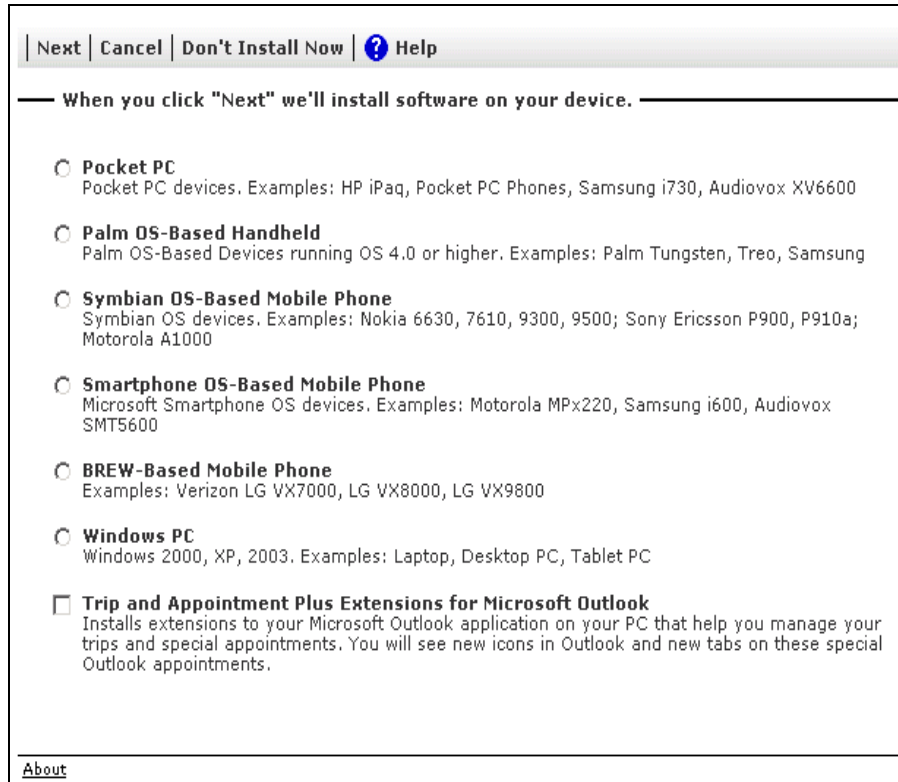 Next | Cancel | Don't Install Now | ? Help
When you click "Next" we'll install software on your device.
Pocket PC
Pocket PC devices. Examples: HP iPaq, Pocket PC Phones, Samsung i730, Audiovox XV6600
Palm OS-Based Handheld
Palm OS-Based Devices running OS 4.0 or higher. Examples: Palm Tungsten, Treo, Samsung
Symbian OS-Based Mobile Phone
Symbian OS devices. Examples: Nokia 6630, 7610, 9300, 9500; Sony Ericsson P900, P910a;
Motorola A1000
Smartphone OS-Based Mobile Phone
Microsoft Smartphone OS devices. Examples: Motorola MPx220, Samsung i600, Audiovox
SMT5600
BREW-Based Mobile Phone
Examples: Verizon LG VX7000, LG VX8000, LG VX9800
Windows PC
Windows 2000, XP, 2003. Examples: Laptop, Desktop PC, Tablet PC
Trip and Appointment Plus Extensions for Microsoft Outlook
Installs extensions to your Microsoft Outlook application on your PC that help you manage your
trips and special appointments. You will see new icons in Outlook and new tabs on these special
Outlook appointments.
About